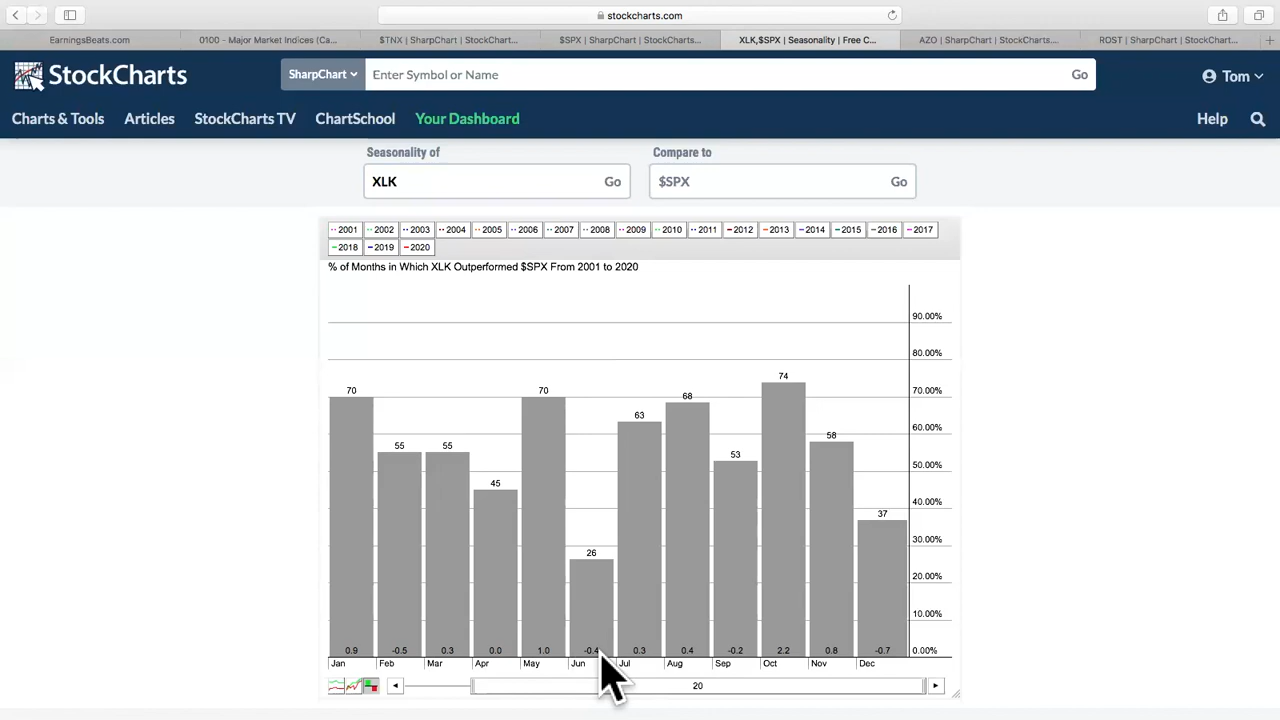 stockcharts.com
EarningsBeats.com
0100 - Major Market Indices (Ca...
$TNX | SharpChart | StockChart...
$SPX | SharpChart | StockCharts...
XLK,$SPX | Seasonality | Free C...
AZO | SharpChart | StockCharts....
ROST | SharpChart | StockChart...
StockCharts
SharpChart
Enter Symbol or Name
Go
Tom
Charts & Tools
Articles
StockCharts TV
ChartSchool
Your Dashboard
Help
Seasonality of
Compare to
XLK
Go
$SPX
Go
2001 2002 2003 2004 2005 2006 2007 2008 2009 2010 2011 2012 2013 2014 2015 2016 2017
2018 2019 2020
% of Months in Which XLK Outperformed $SPX From 2001 to 2020
90.00%
80.00%
70.00%
60.00%
50.00%
40.00%
30.00%
20.00%
10.00%
0.00%
70 55 55 45 70 26 63 68 53 74 58 37
0.9 -0.5 0.3 0.0 1.0 -0.4 0.3 0.4 -0.2 2.2 0.8 -0.7
Jan Feb Mar Apr May Jun Jul Aug Sep Oct Nov Dec
20